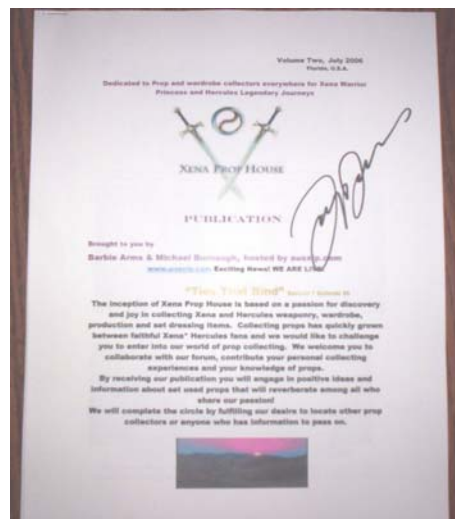 Volume Two, July 2006
Florida, U.S.A.
Dedicated to Prop and wardrobe collectors everywhere for Xena Warrior
Princess and Hercules Legendary Journeys
XENA PROP HOUSE
PUBLICATION
Brought to you by
Barbie Arms & Michael hosted by
Exciting News! WE ARE LIVE
"Ties That Bind"
The inception of Xena Prop House is based on a passion for discovery
and joy in collecting Xena and Hercules weaponry, wardrobe,
production and set dressing items. Collecting props has quickly grown
between faithful Xena* Hercules fans and we would like to challenge
you to enter into our world of prop collecting. We welcome you to
collaborate with our forum, contribute your personal collecting
experiences and your knowledge of props.
By receiving our publication you will engage in positive ideas and
information about set used props that will reverberate among all who
share our passion!
We will complete the circle by fulfilling our desire to locate other prop
collectors or anyone who has information to pass on.